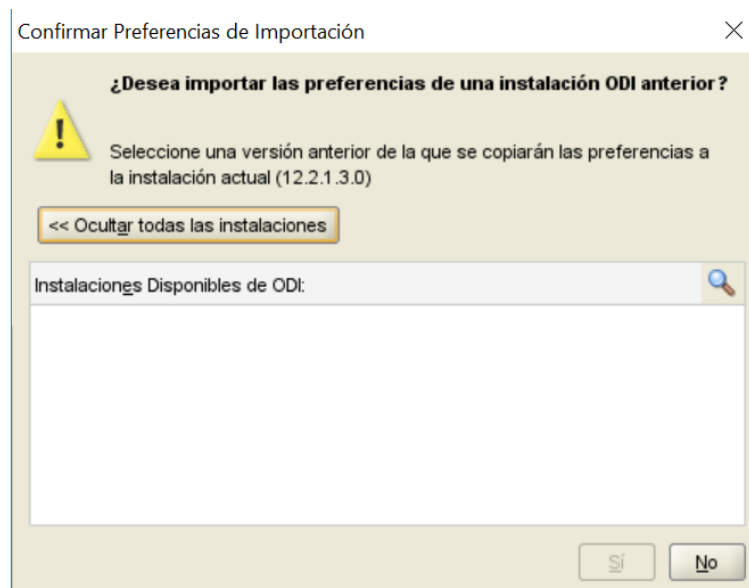 Confirmar Preferencias de Importación
¿Desea importar las preferencias de una instalación ODI anterior?
Seleccione una versión anterior de la que se copiarán las preferencias a
la instalación actual (12.2.1.3.0)
<< Ocultar todas las instalaciones
Instalaciones Disponibles de ODI:
Sí
No